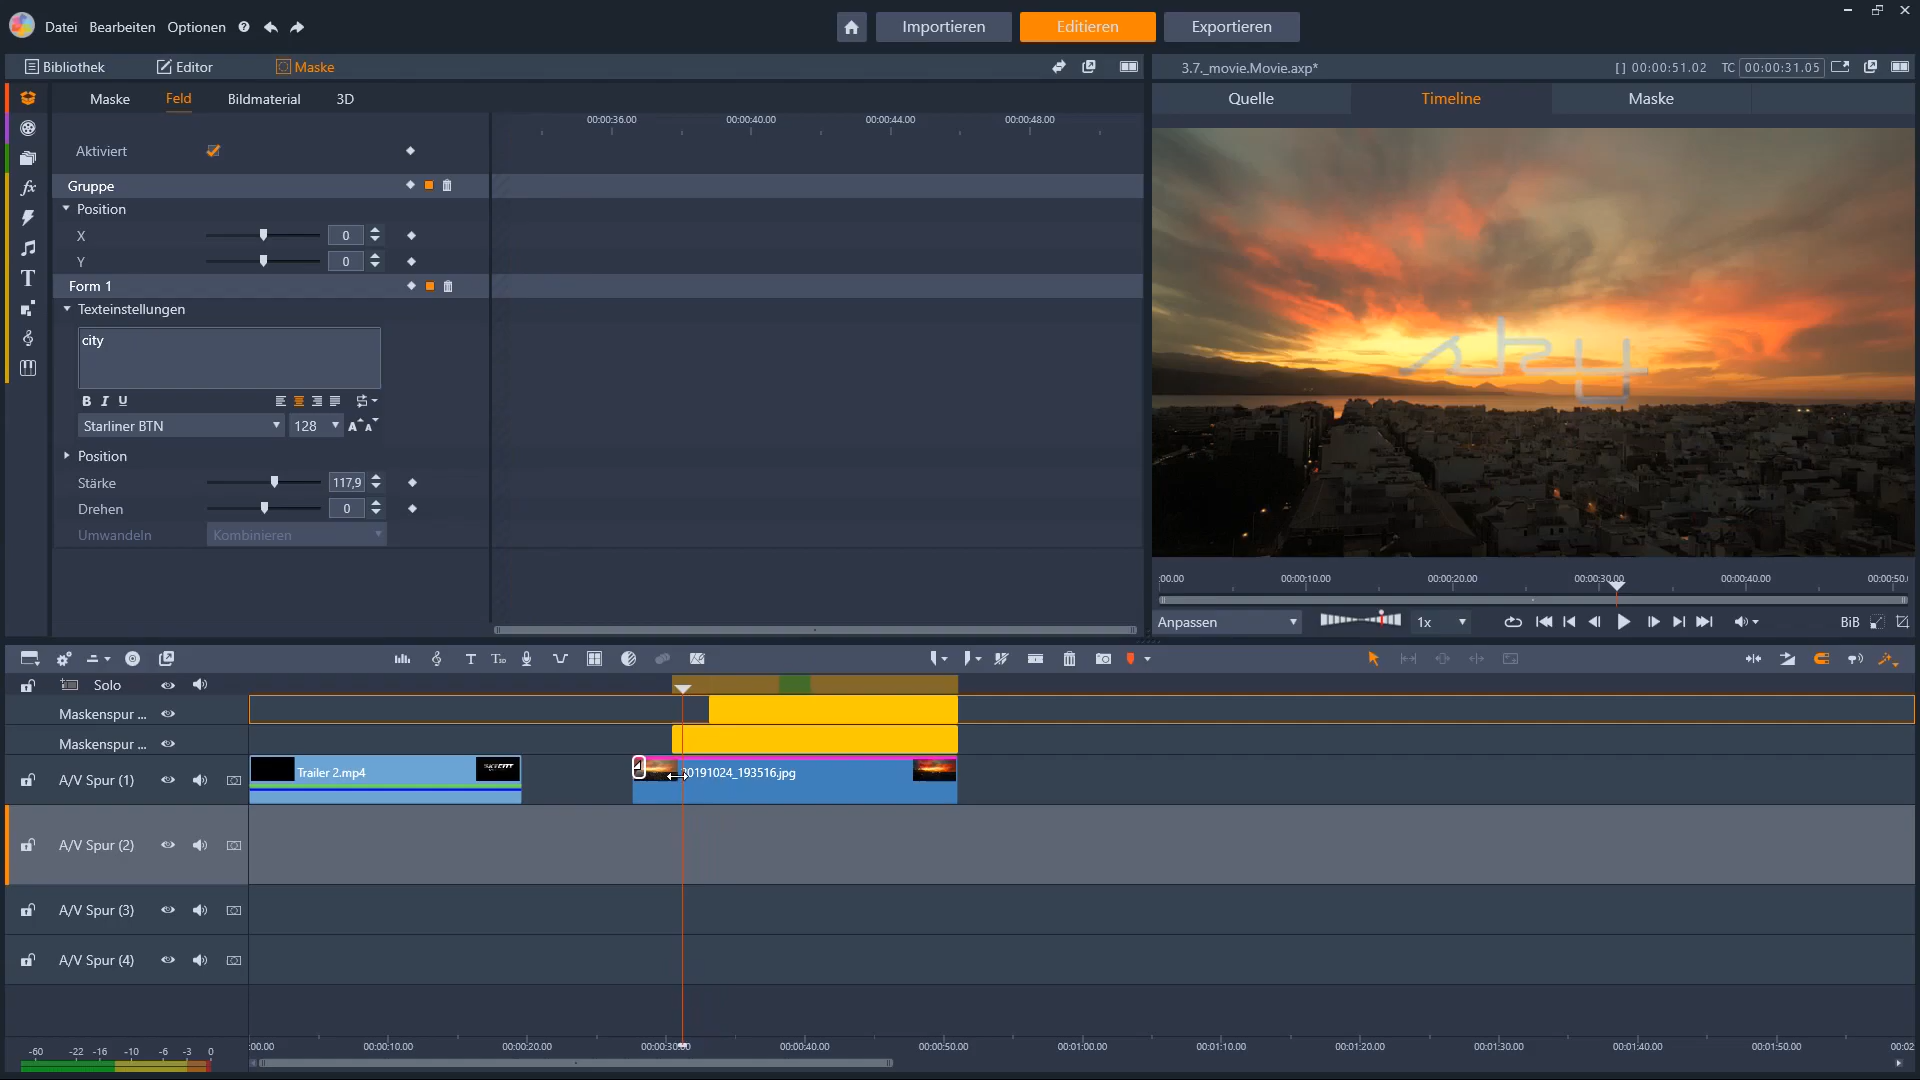 Datei Bearbeiten Optionen
Importieren Editieren Exportieren
Bibliothek Editor Maske
3.7._movie.Movie.axp* [ ] 00:00:51.02 TC 00:00:31.05
Maske Feld Bildmaterial 3D
Quelle Timeline Maske
00:00:36.00 00:00:40.00 00:00:44.00 00:00:48.00
Aktiviert
Gruppe
Position
X 0
Y 0
Form 1
Texteinstellungen
city
B I U
Starliner BTN 128
Position
Stärke 117,9
Drehen 0
Umwandeln Kombinieren
sky
:00.00 00:00:10.00 00:00:20.00 00:00:30.00 00:00:40.00 00:00:50.
Anpassen 1x BiB
Solo
Maskenspur ...
Maskenspur ...
A/V Spur (1) Trailer 2.mp4 20191024_193516.jpg
A/V Spur (2)
A/V Spur (3)
A/V Spur (4)
:00.00 00:00:10.00 00:00:20.00 00:00:30.00 00:00:40.00 00:00:50.00 00:01:00.00 00:01:10.00 00:01:20.00 00:01:30.00 00:01:40.00 00:01:50.00 00:02
-60 -22 -16 -10 -6 -3 0